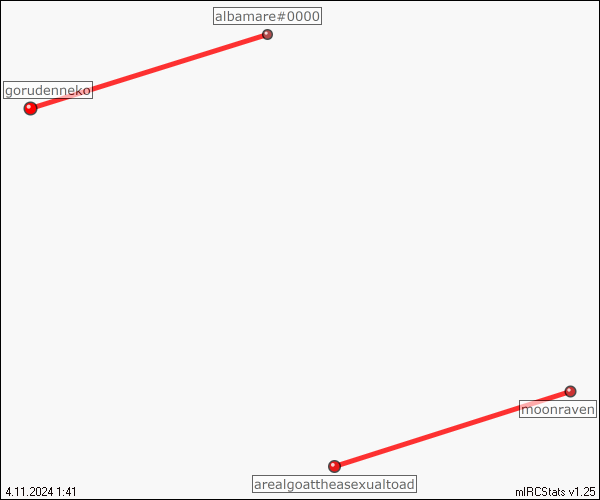 albamare#0000
gorudenneko
moonraven
arealgoattheasexualtoad
4.11.2024 1:41
mIRCStats v1.25